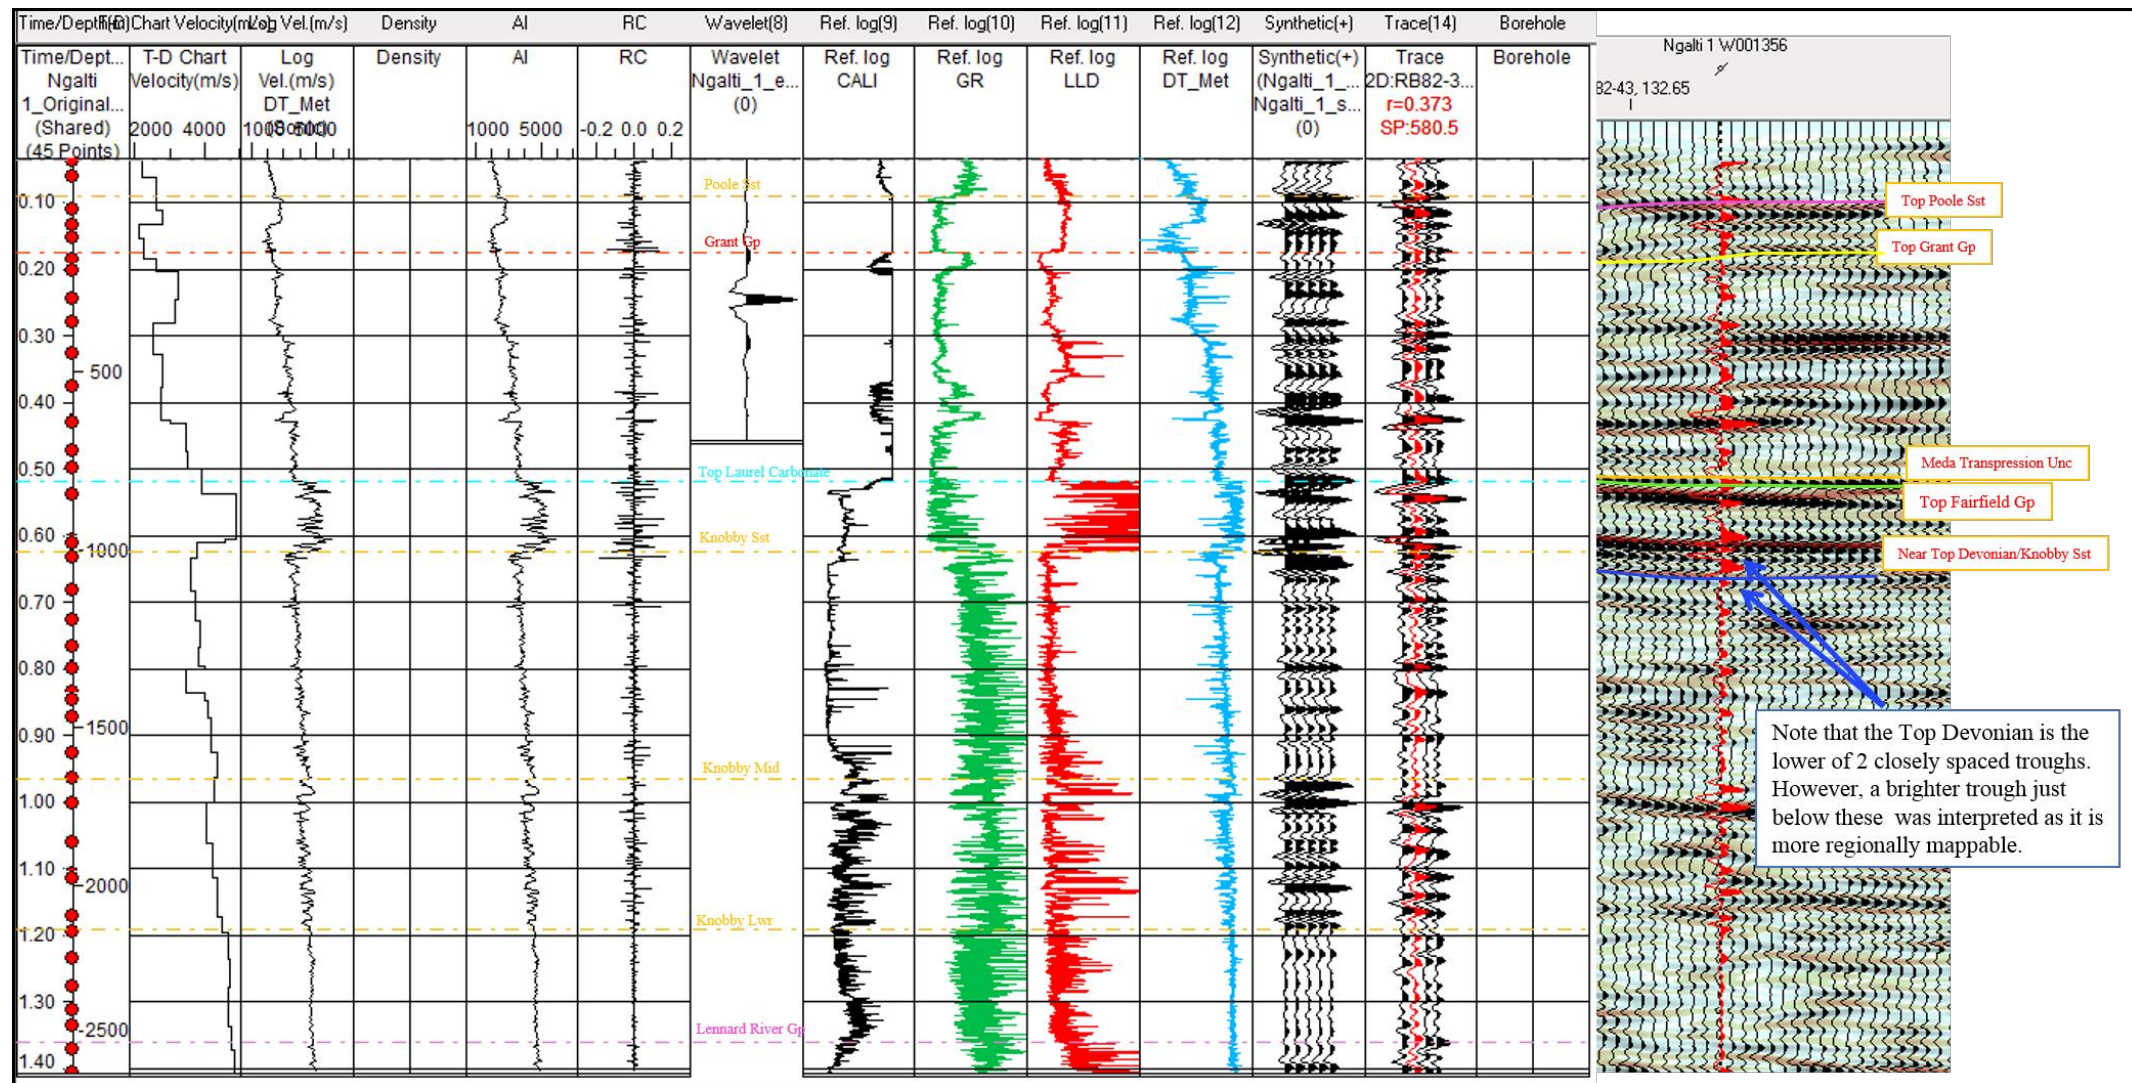 Density AI RC Wavelet(8) Ref. log(9) Ref. log(10) Ref. log(11) Ref. log(12) Synthetic(+) Trace(14) Borehole
Time/Dept...
Ngalti
1_Original...
(Shared)
(45 Points)
T-D Chart
Velocity(m/s)
2000 4000
Log
Vel.(m/s)
DT_Met
Density
AI
1000 5000
RC
-0.2 0.0 0.2
Wavelet
Ngalti_1_e...
(0)
Ref. log
CALI
Ref. log
GR
Ref. log
LLD
Ref. log
DT_Met
Synthetic(+)
(Ngalti_1_...
Ngalti_1_s...
(0)
Trace
2D:RB82-3...
r=0.373
SP:580.5
Borehole
Ngalti 1 W001356
82-43, 132.65
Poole Sst
0.10
Top Poole Sst
Grant Gp
Top Grant Gp
0.20
0.30
500
0.40
Top Laurel Carbonate
0.50
Meda Transpression Unc
Top Fairfield Gp
Knobby Sst
0.60
1000
Near Top Devonian/Knobby Sst
0.70
0.80
1500
0.90
Knobby Mid
1.00
Note that the Top Devonian is the
lower of 2 closely spaced troughs.
However, a brighter trough just
below these was interpreted as it is
more regionally mappable.
1.10
2000
Knobby Lwr
1.20
1.30
Lennard River Gp
2500
1.40